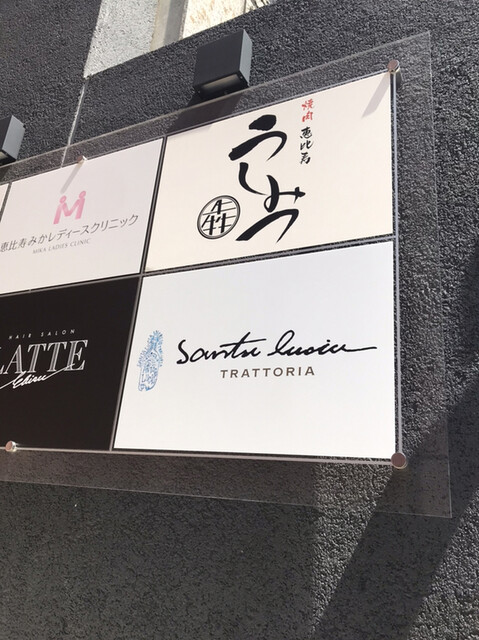 焼肉 恵比寿
うしみつ
恵比寿みかレディースクリニック
MIKA LADIES CLINIC
HAIR SALON
LATTE
Ebisu
Santa Lucia
TRATTORIA